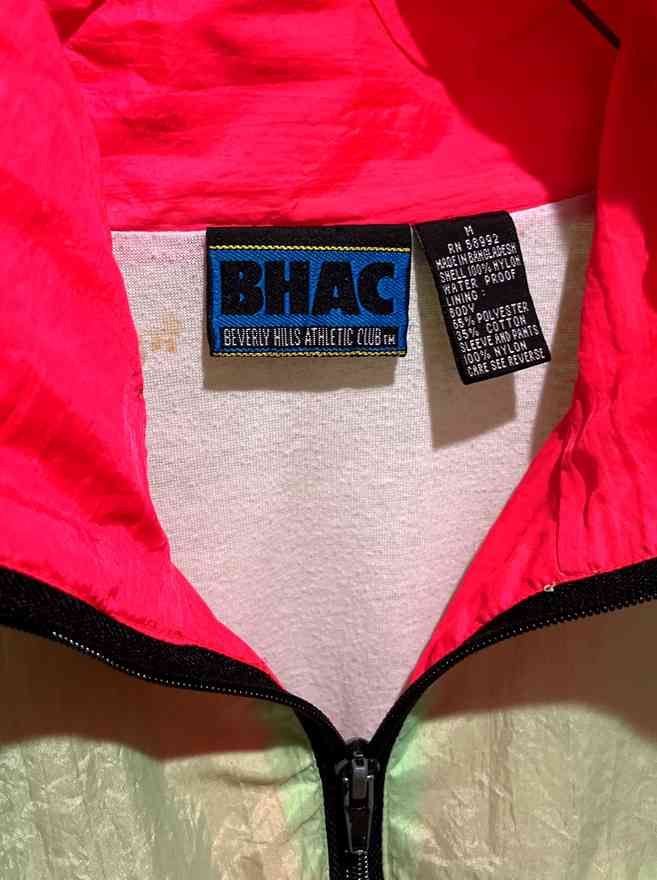 BHAC
BEVERLY HILLS ATHLETIC CLUB TM
M
RN 58992
MADE IN BANGLADESH
SHELL 100% NYLON
WATER PROOF
LINING :
BODY
65% POLYESTER
35% COTTON
SLEEVE AND PANTS
100% NYLON
CARE SEE REVERSE